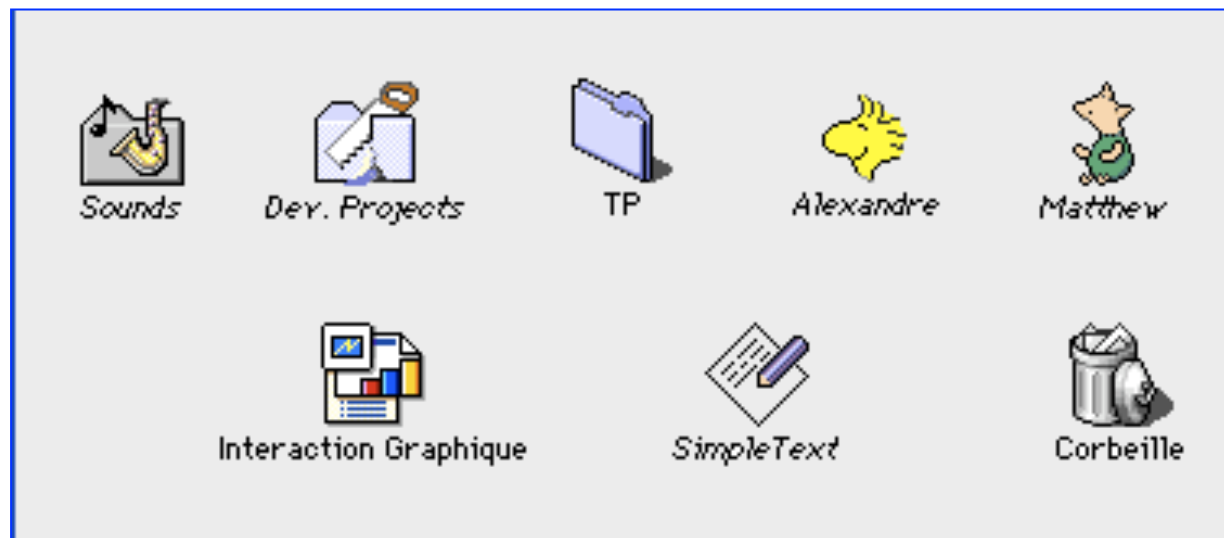 Sounds
Dev. Projects
TP
Alexandre
Matthew
Interaction Graphique
SimpleText
Corbeille